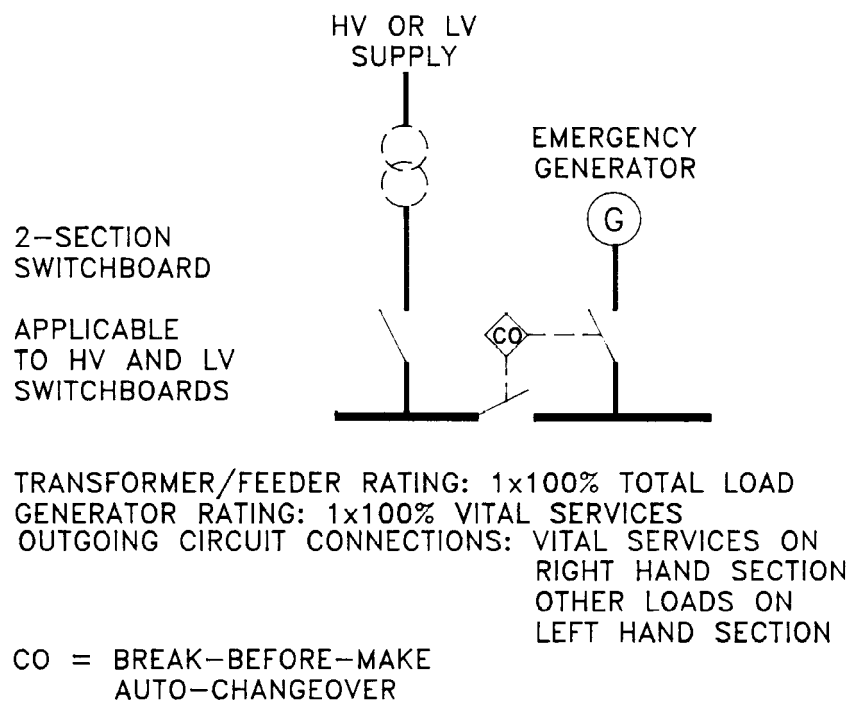 HV OR LV
SUPPLY
EMERGENCY
GENERATOR
G
2-SECTION
SWITCHBOARD
APPLICABLE
TO HV AND LV
SWITCHBOARDS
CO
TRANSFORMER/FEEDER RATING: 1x100% TOTAL LOAD
GENERATOR RATING: 1x100% VITAL SERVICES
OUTGOING CIRCUIT CONNECTIONS: VITAL SERVICES ON
RIGHT HAND SECTION
OTHER LOADS ON
LEFT HAND SECTION
CO = BREAK-BEFORE-MAKE
AUTO-CHANGEOVER